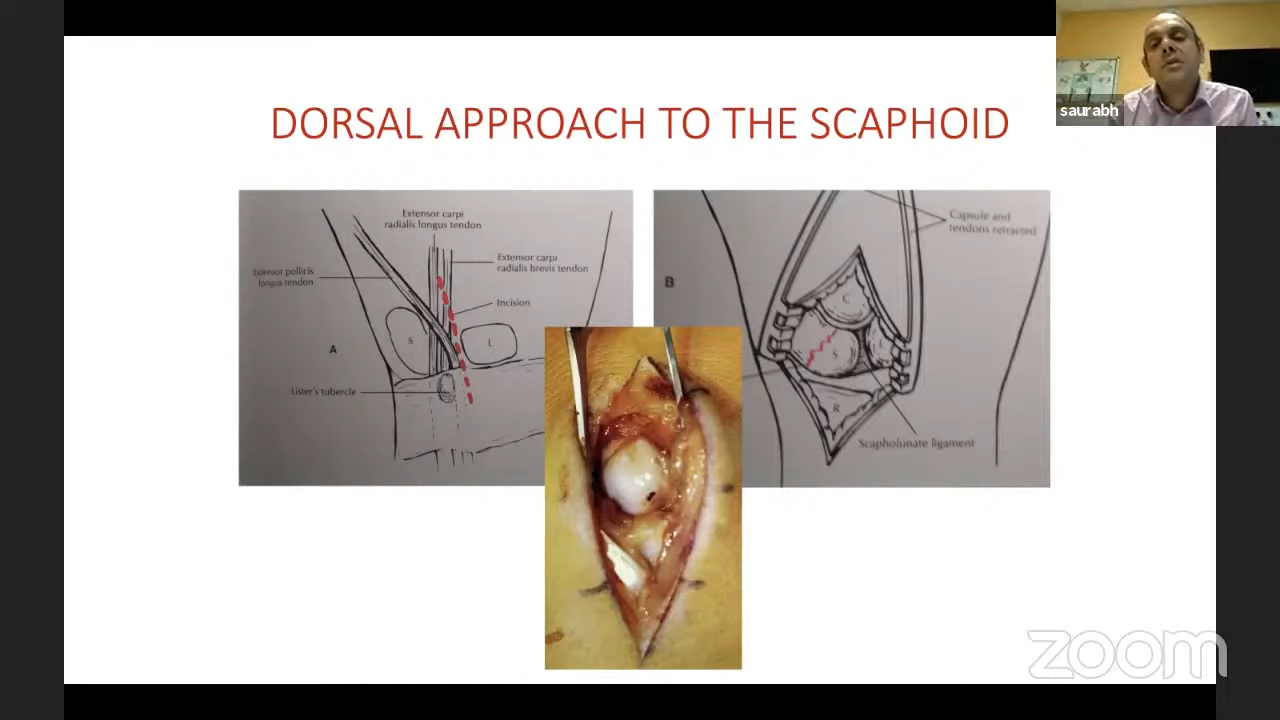 saurabh
DORSAL APPROACH TO THE SCAPHOID
Extensor carpi
radialis longus tendon
Extensor pollicis
longus tendon
Extensor carpi
radialis brevis tendon
Incision
S
L
A
Lister's tubercle
Capsule and
tendons retracted
B
C
S
R
Scapholunate ligament
zoom